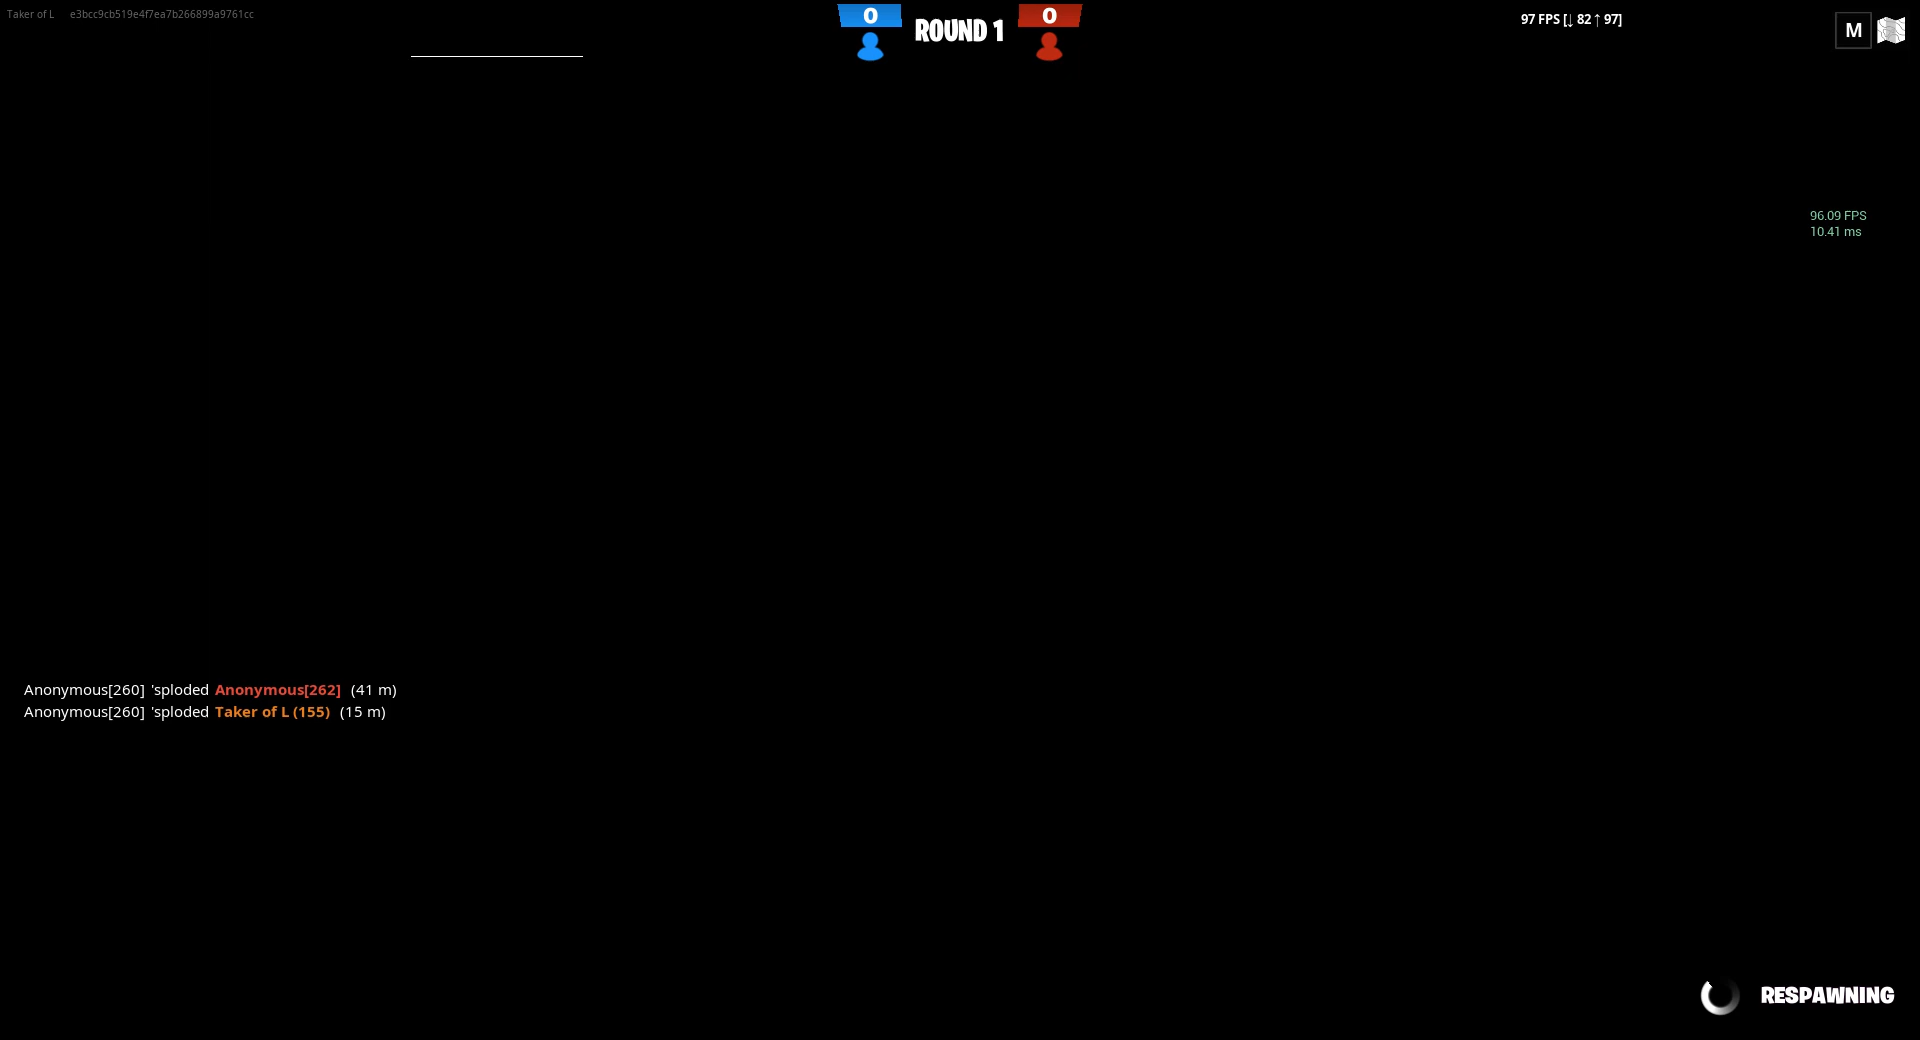 Taker of L e3bcc9cb519e4f7ea7b266899a9761cc
0 ROUND 1 0
97 FPS [↓ 82 ↑ 97]
M
96.09 FPS
10.41 ms
Anonymous[260] 'sploded Anonymous[262] (41 m)
Anonymous[260] 'sploded Taker of L (155) (15 m)
RESPAWNING